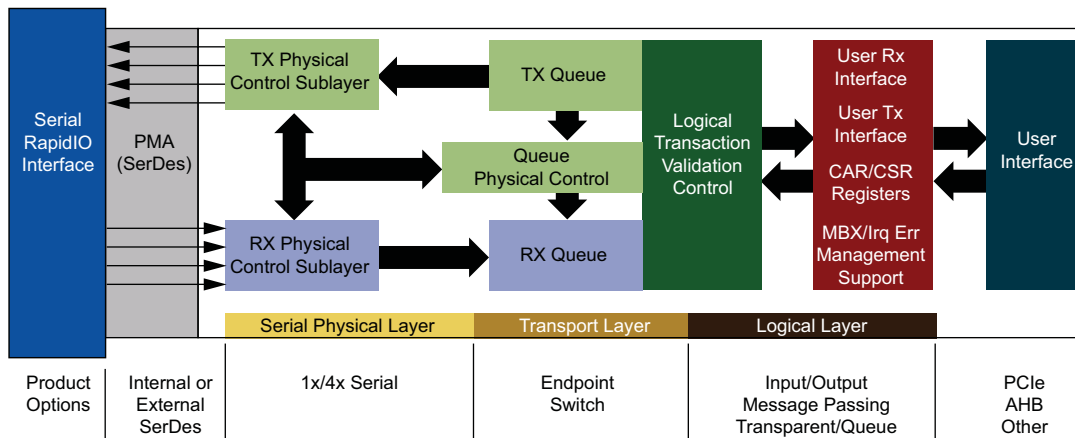 Serial
RapidIO
Interface
PMA
(SerDes)
TX Physical
Control Sublayer
RX Physical
Control Sublayer
TX Queue
Queue
Physical Control
RX Queue
Logical
Transaction
Validation
Control
User Rx
Interface
User Tx
Interface
CAR/CSR
Registers
MBX/Irq Err
Management
Support
User
Interface
Serial Physical Layer
Transport Layer
Logical Layer
Product
Options
Internal or
External
SerDes
1x/4x Serial
Endpoint
Switch
Input/Output
Message Passing
Transparent/Queue
PCIe
AHB
Other